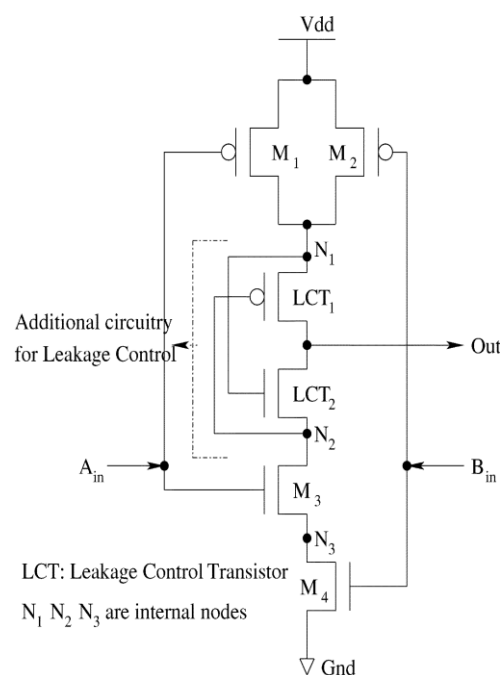 Vdd
M1 M2
N1
LCT1
Additional circuitry
for Leakage Control
Out
LCT2
N2
Ain
Bin
M3
N3
LCT: Leakage Control Transistor
M4
N1 N2 N3 are internal nodes
Gnd